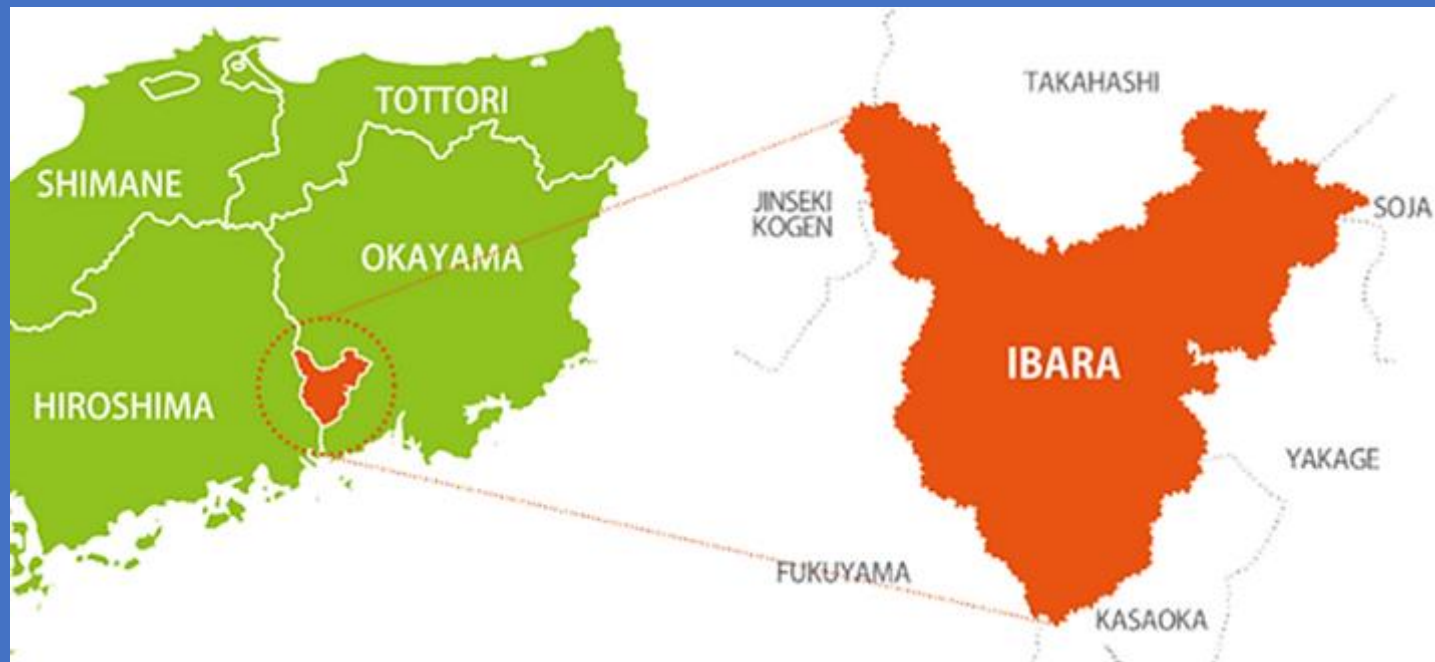 TOTTORI
SHIMANE
OKAYAMA
HIROSHIMA
TAKAHASHI
JINSEKI
KOGEN
SOJA
IBARA
YAKAGE
FUKUYAMA
KASAOKA